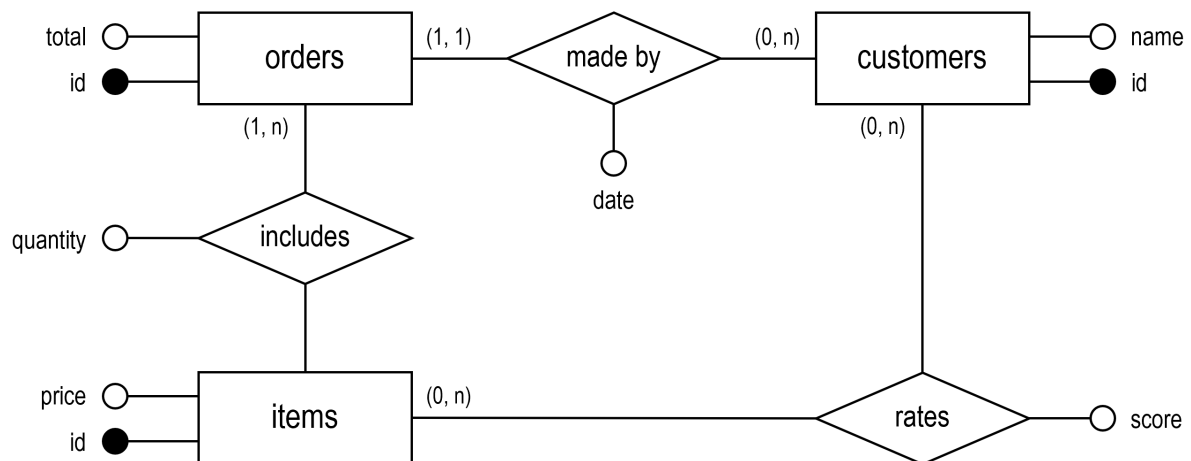 total
orders
(1, 1)
made by
(0, n)
customers
name
id
id
(1, n)
(0, n)
date
quantity
includes
price
items
(0, n)
rates
score
id